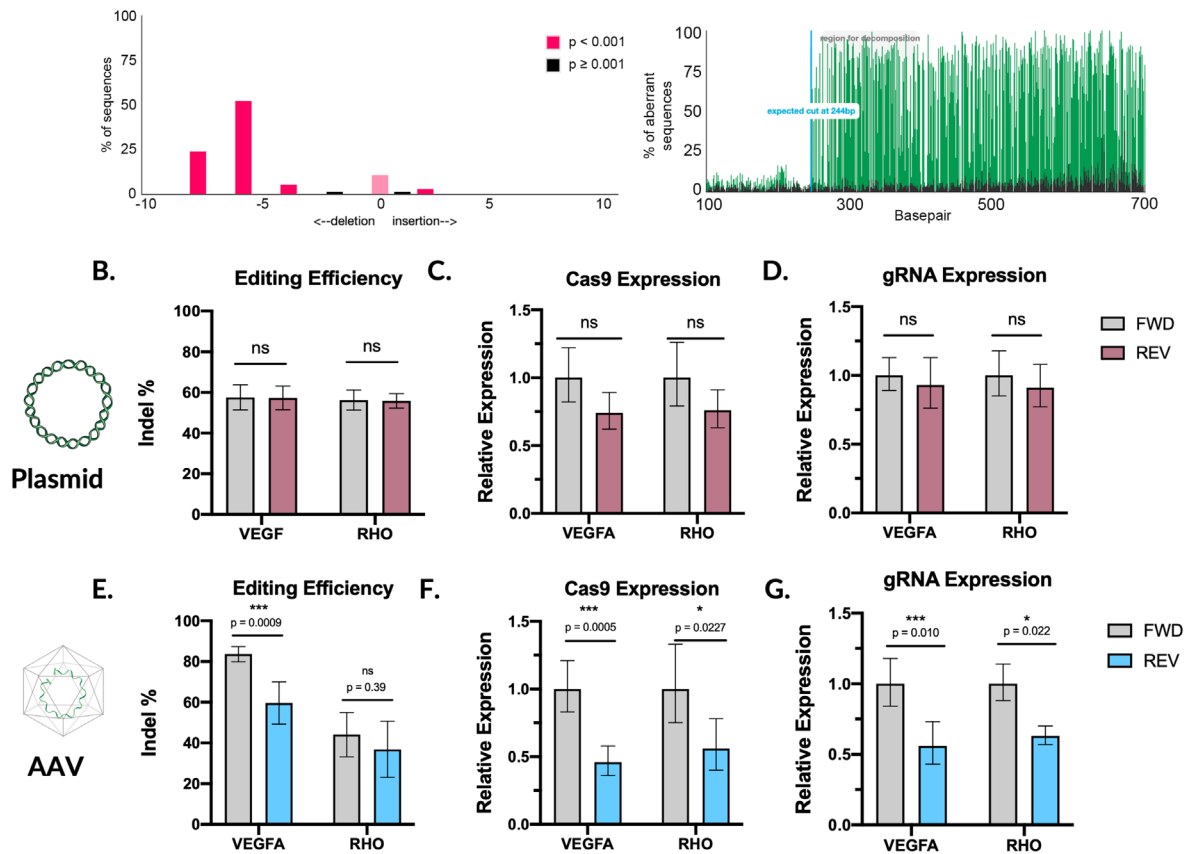 100
75
50
25
0
% of sequences
-10
-5
0
5
10
<--deletion insertion-->
p < 0.001
p ≥ 0.001
100
75
50
25
0
% of aberrant
sequences
region for decomposition
expected cut at 244bp
100
300
500
700
Basepair
B.
Editing Efficiency
100
80
60
40
20
0
Indel %
ns
ns
VEGF
RHO
C.
Cas9 Expression
1.5
1.0
0.5
0.0
Relative Expression
ns
ns
VEGFA
RHO
D.
gRNA Expression
1.5
1.0
0.5
0.0
Relative Expression
ns
ns
VEGFA
RHO
FWD
REV
Plasmid
E.
Editing Efficiency
100
80
60
40
20
0
Indel %
***
p = 0.0009
ns
p = 0.39
VEGFA
RHO
F.
Cas9 Expression
1.5
1.0
0.5
0.0
Relative Expression
***
p = 0.0005
*
p = 0.0227
VEGFA
RHO
G.
gRNA Expression
1.5
1.0
0.5
0.0
Relative Expression
***
p = 0.010
*
p = 0.022
VEGFA
RHO
FWD
REV
AAV